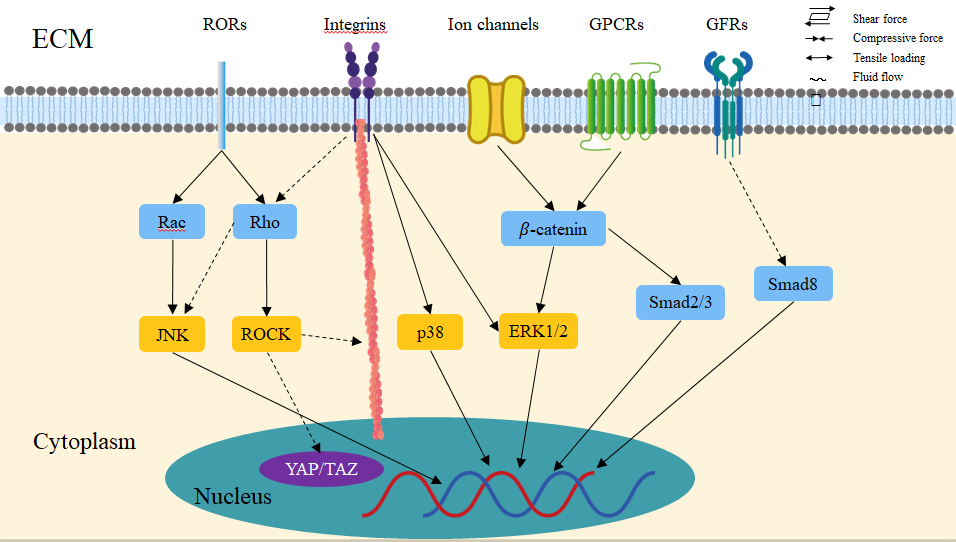 ECM
RORs
Integrins
Ion channels
GPCRs
GFRs
Shear force
Compressive force
Tensile loading
Fluid flow
Rac
Rho
β-catenin
Smad2/3
Smad8
JNK
ROCK
p38
ERK1/2
Cytoplasm
YAP/TAZ
Nucleus